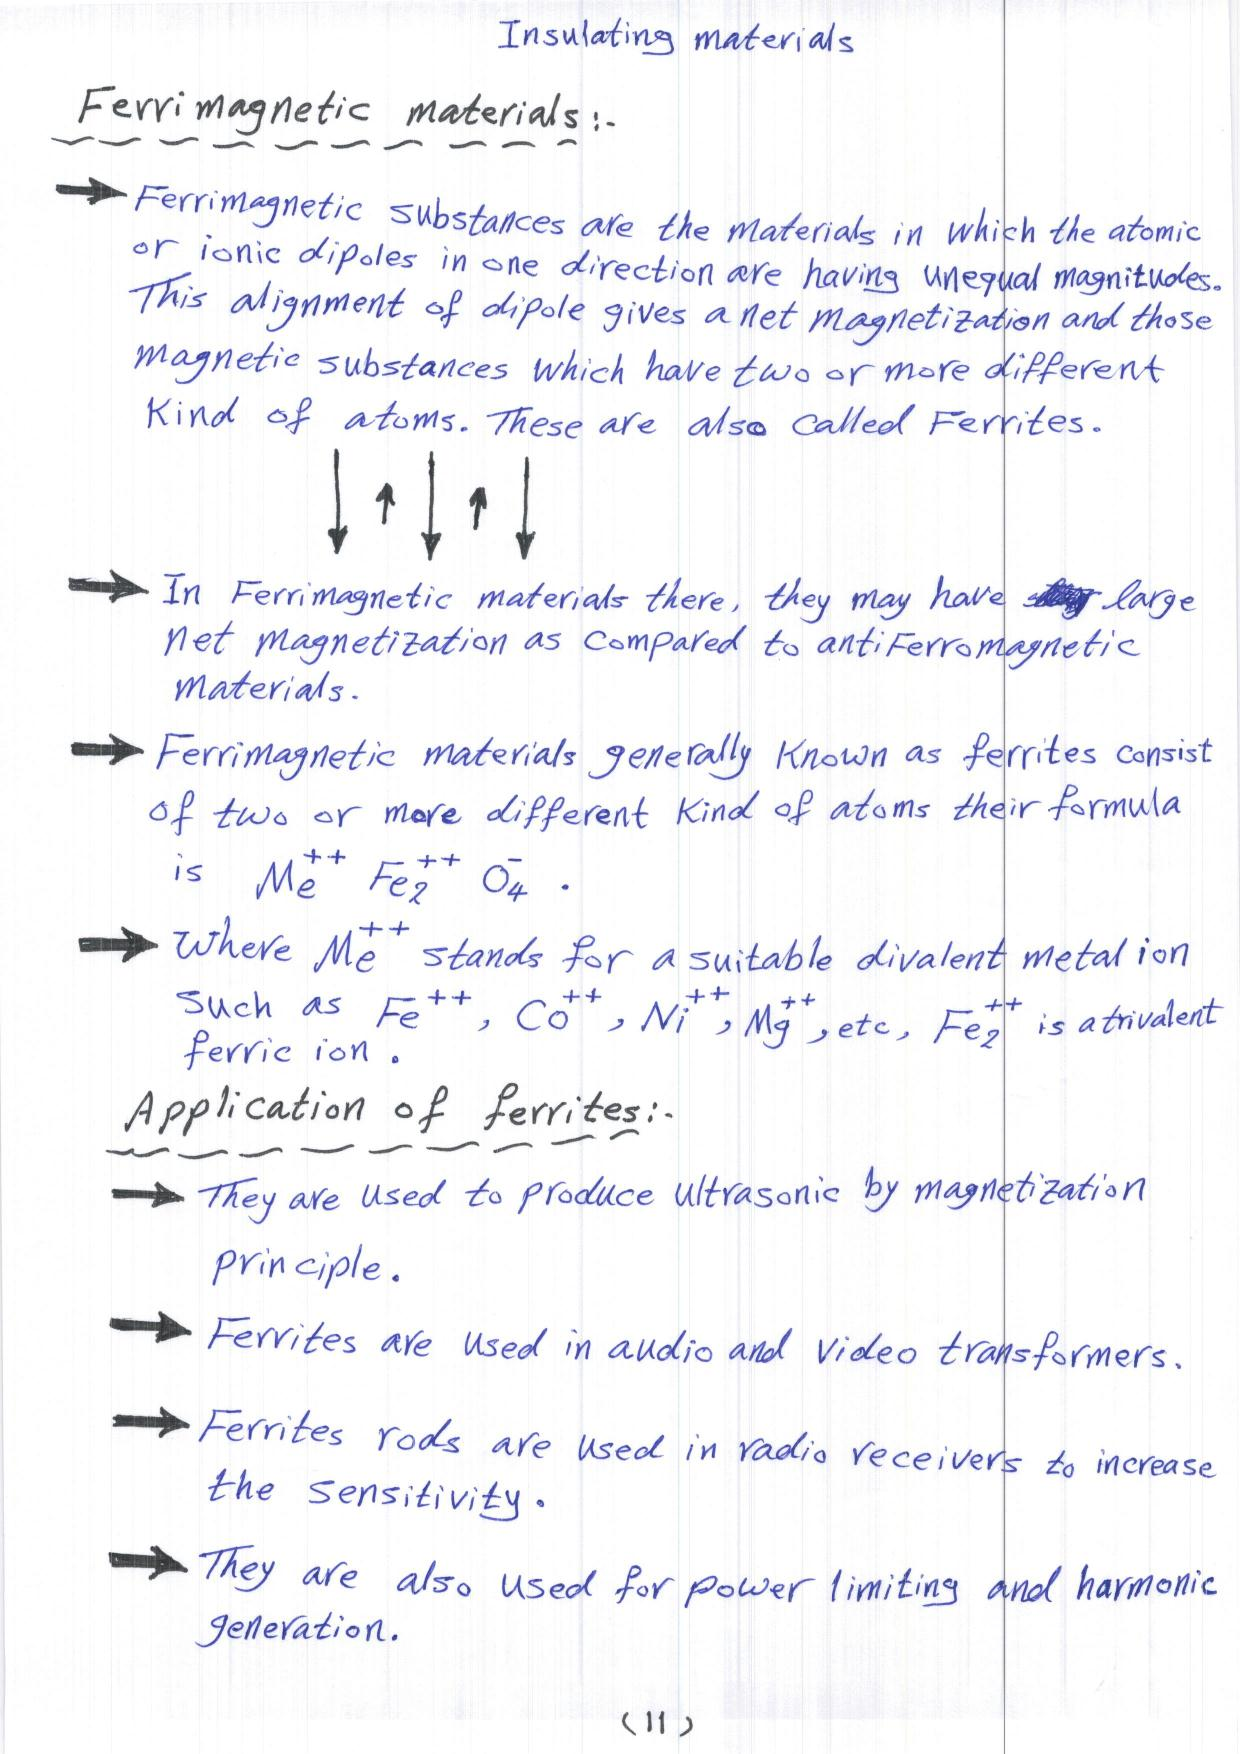 Insulating materials
Ferrimagnetic materials:-
Ferrimagnetic substances are the materials in which the atomic
or ionic dipoles in one direction are having unequal magnitudes.
This alignment of dipole gives a net magnetization and those
magnetic substances which have two or more different
Kind of atoms. These are also called Ferrites.
In Ferrimagnetic materials there, they may have large
net magnetization as compared to antiFerromagnetic
materials.
Ferrimagnetic materials generally Known as ferrites consist
of two or more different Kind of atoms their formula
is Me⁺⁺ Fe₂⁺⁺ O₄⁻ .
Where Me⁺⁺ stands for a suitable divalent metal ion
Such as Fe⁺⁺, Co⁺⁺, Ni⁺⁺, Mg⁺⁺, etc, Fe₂⁺⁺ is a trivalent
ferric ion .
Application of ferrites:-
They are used to produce ultrasonic by magnetization
principle.
Ferrites are used in audio and video transformers.
Ferrites rods are used in radio receivers to increase
the sensitivity.
They are also used for power limiting and harmonic
generation.
(11)